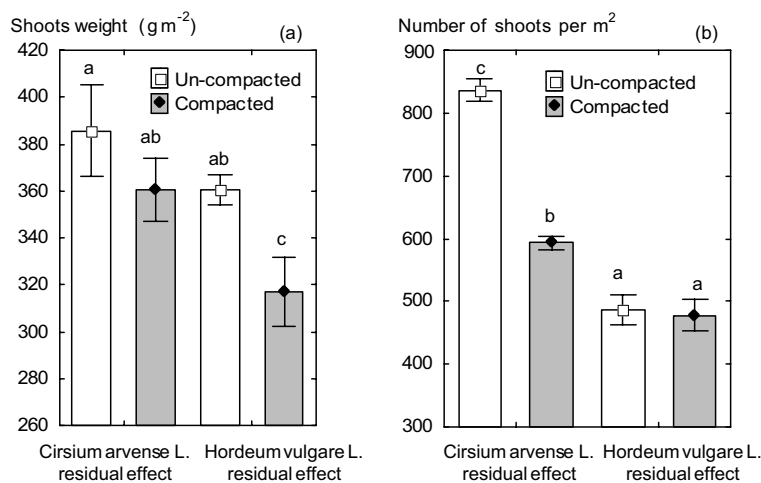 Shoots weight (g m-2)
(a)
420
400
380
360
340
320
300
280
260
Un-compacted
Compacted
a
ab
ab
c
Cirsium arvense L.
residual effect
Hordeum vulgare L.
residual effect
Number of shoots per m2
(b)
900
800
700
600
500
400
300
Un-compacted
Compacted
c
b
a
a
Cirsium arvense L.
residual effect
Hordeum vulgare L.
residual effect